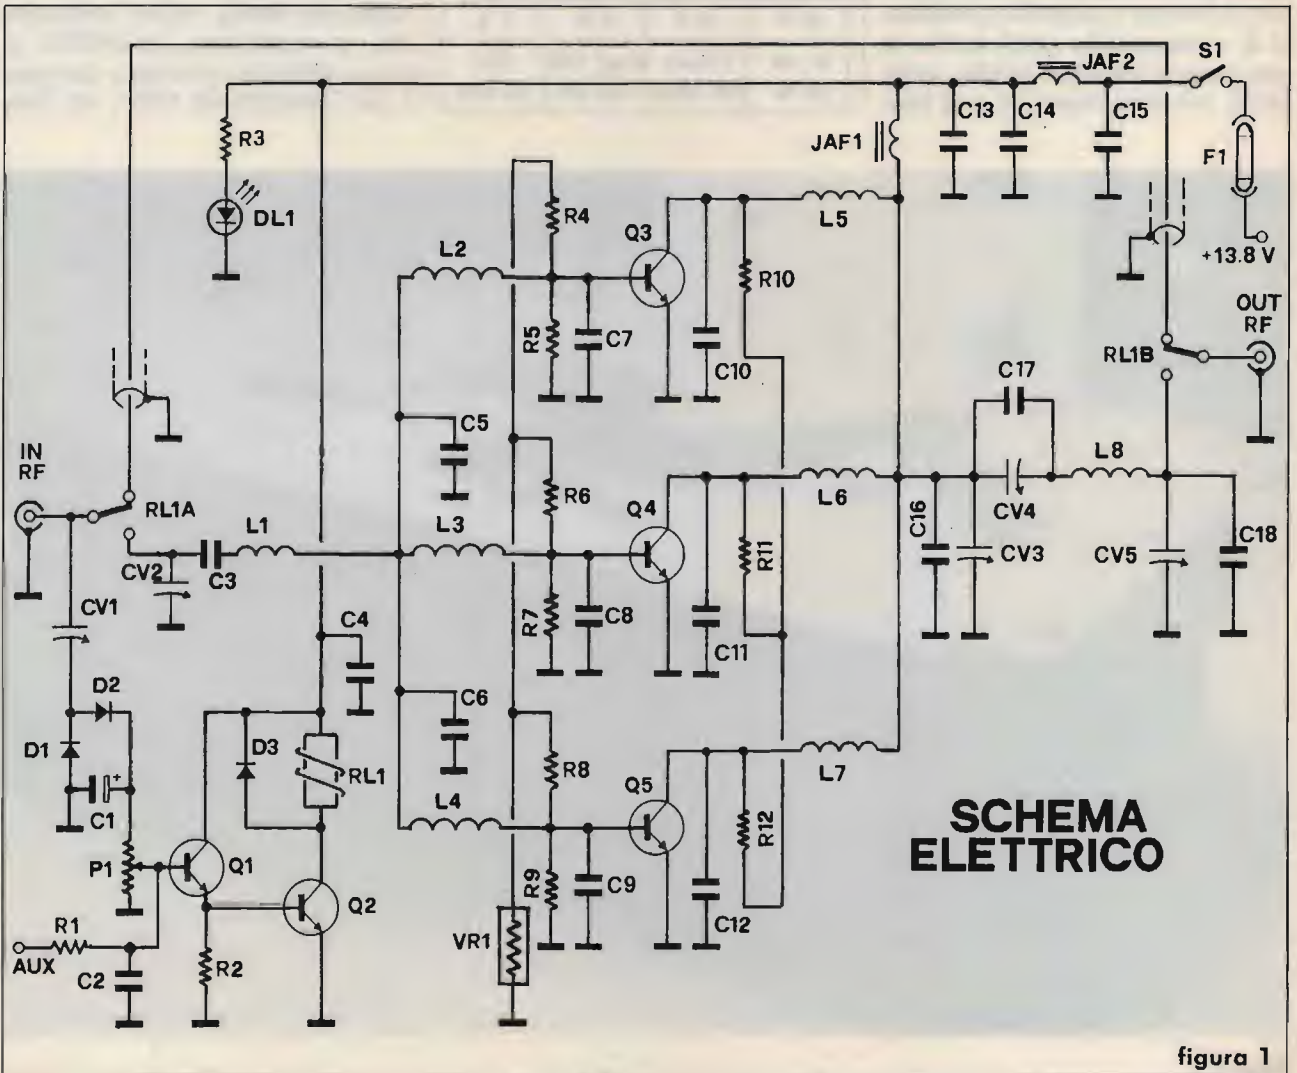 S1
JAF2
R3
C13
C14
C15
JAF1
F1
DL1
R4
Q3
L5
L2
+13.8 V
R10
OUT
RF
R5
C7
RL1B
C10
C17
C5
IN
RF
R6
L8
L6
RL1A
Q4
L1
C16
CV4
R11
C18
CV2
C3
L3
CV3
CV5
CV1
R7
C8
C4
C11
D2
C6
D3
R8
L7
D1
RL1
Q5
+
L4
R12
C1
SCHEMA
ELETTRICO
P1
Q1
R9
C9
Q2
C12
R1
VR1
AUX
C2
R2
figura 1